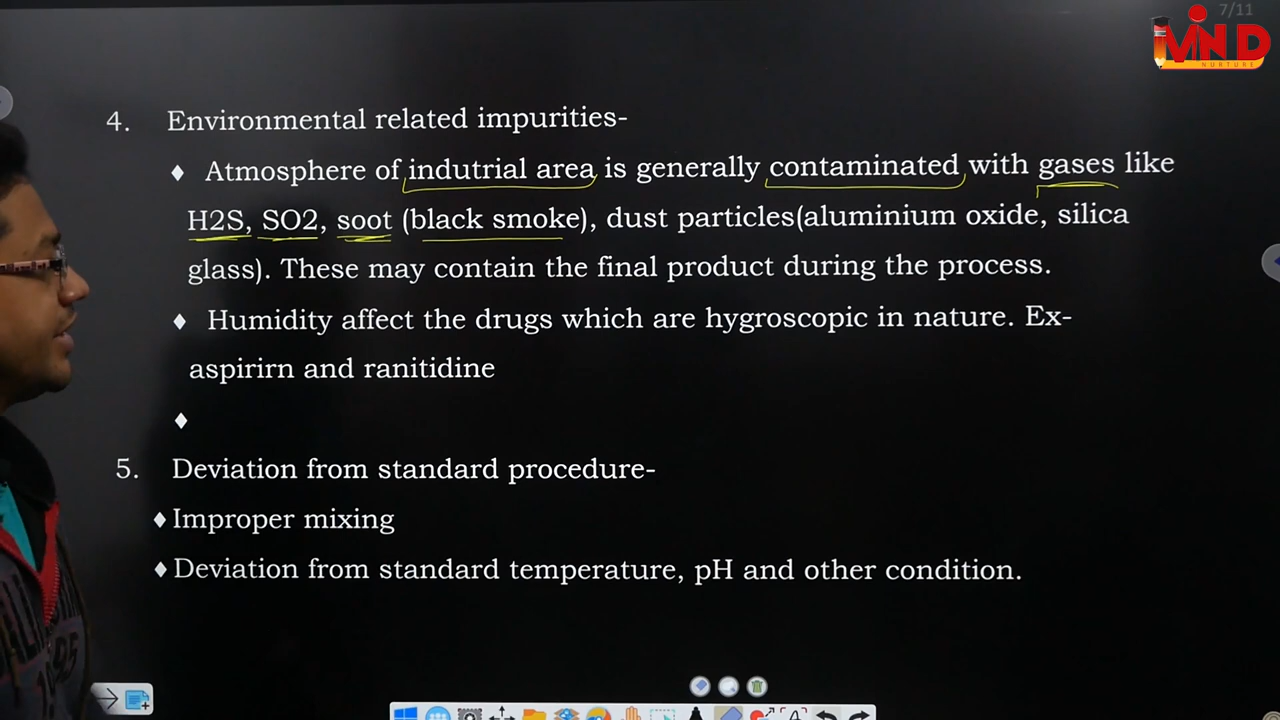 7/11
MIND
NURTURE
4. Environmental related impurities-
♦ Atmosphere of indutrial area is generally contaminated with gases like
H2S, SO2, soot (black smoke), dust particles(aluminium oxide, silica
glass). These may contain the final product during the process.
♦ Humidity affect the drugs which are hygroscopic in nature. Ex-
aspirirn and ranitidine
♦
5. Deviation from standard procedure-
♦ Improper mixing
♦ Deviation from standard temperature, pH and other condition.